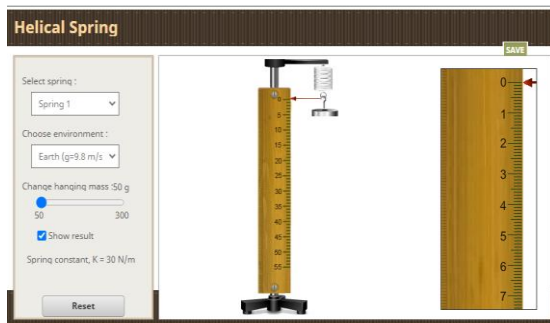 Helical Spring
SAVE
Select spring :
Spring 1
Choose environment :
Earth (g=9.8 m/s
Change hanging mass :50 g
50 300
Show result
Spring constant, K = 30 N/m
Reset
0
5
10
15
20
25
30
35
40
45
50
55
0
1
2
3
4
5
6
7